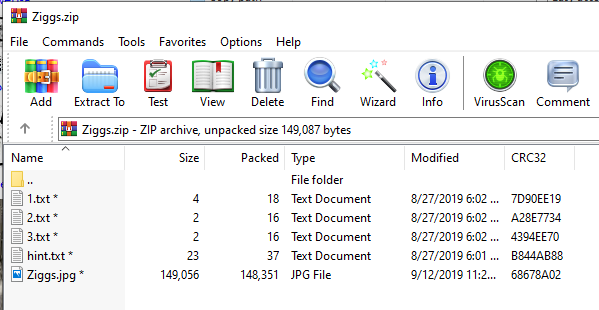 Ziggs.zip
File Commands Tools Favorites Options Help
Add Extract To Test View Delete Find Wizard Info VirusScan Comment
Ziggs.zip - ZIP archive, unpacked size 149,087 bytes
Name Size Packed Type Modified CRC32
.. File folder
1.txt * 4 18 Text Document 8/27/2019 6:02 ... 7D90EE19
2.txt * 2 16 Text Document 8/27/2019 6:02 ... A28E7734
3.txt * 2 16 Text Document 8/27/2019 6:02 ... 4394EE70
hint.txt * 23 37 Text Document 8/27/2019 6:01 ... B844AB88
Ziggs.jpg * 149,056 148,351 JPG File 9/12/2019 11:2... 68678A02